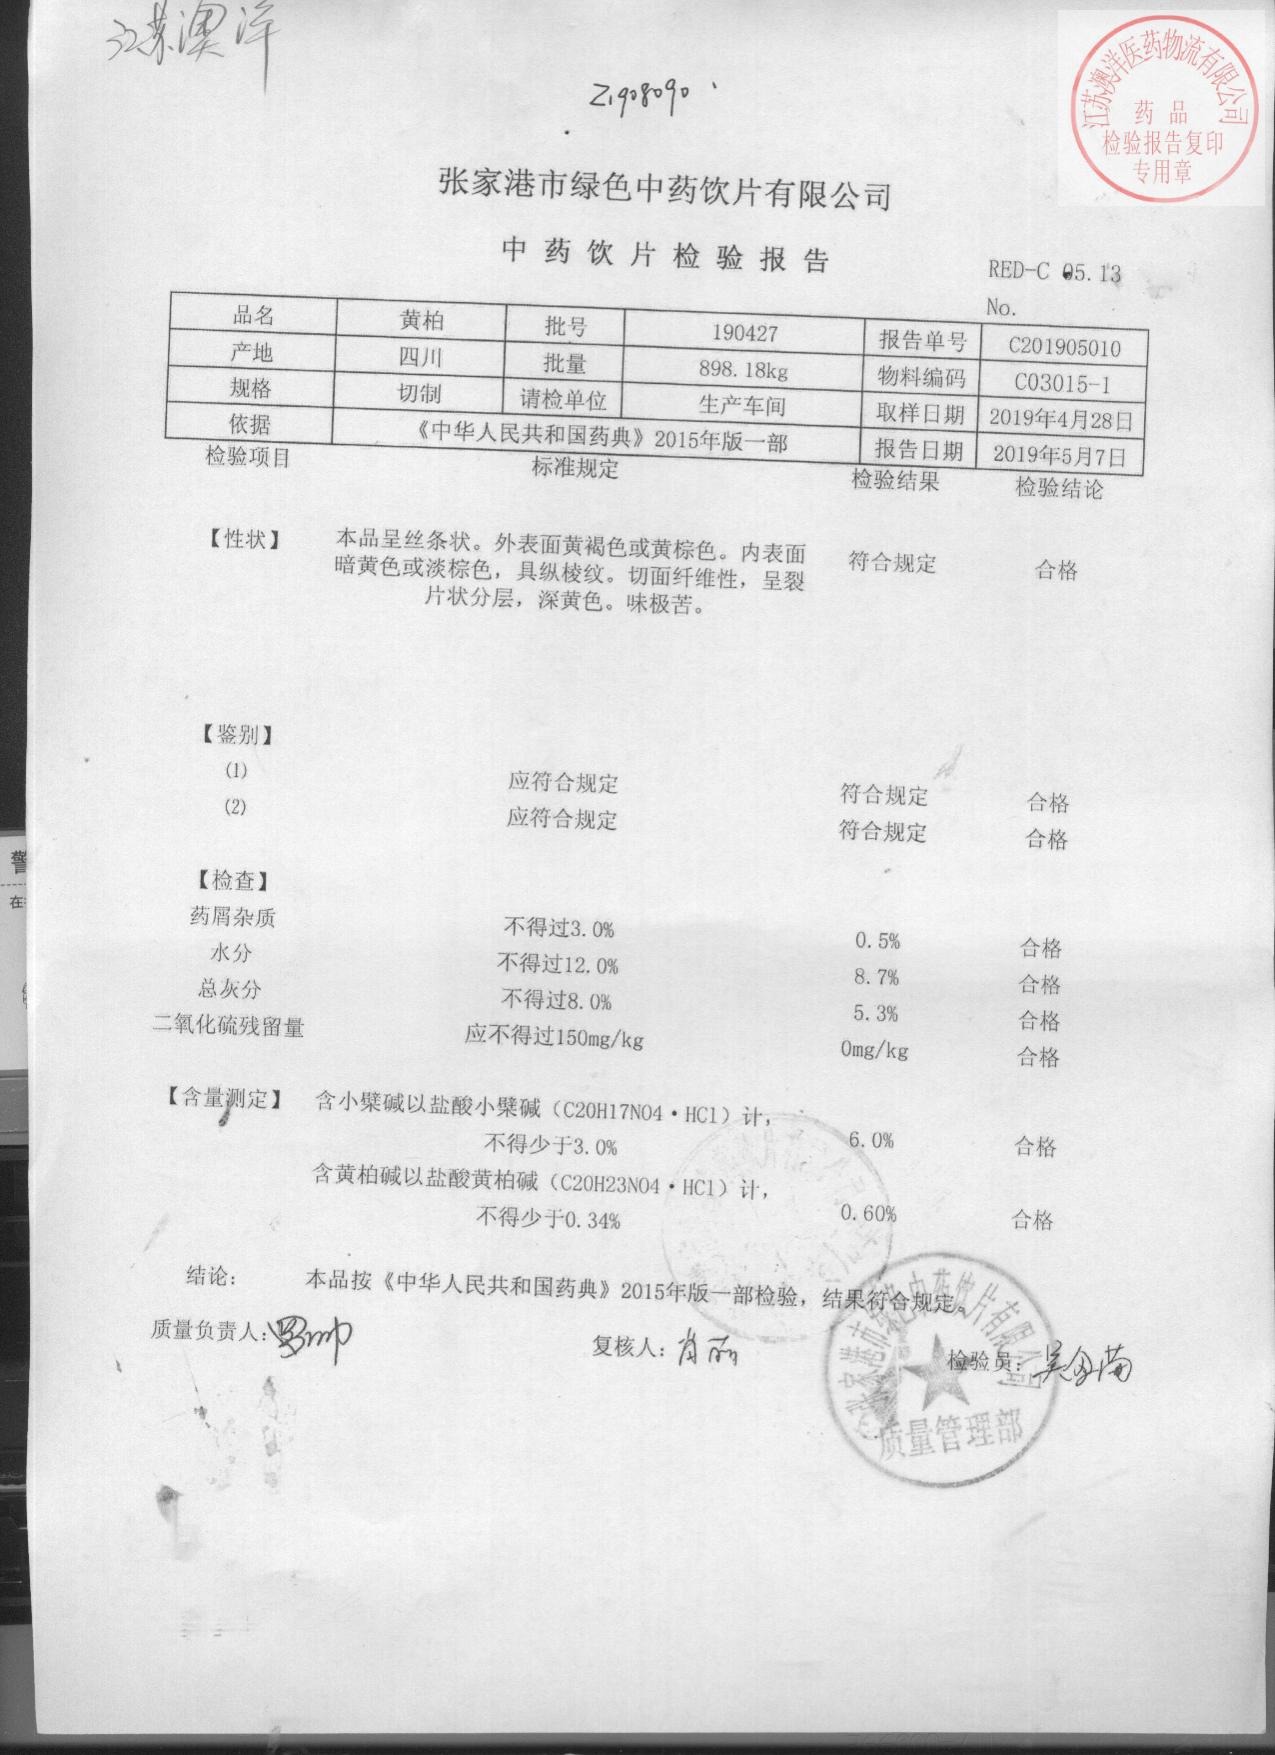 江苏澳洋
Z1908090
江苏澳洋医药物流有限公司
药品
检验报告复印
专用章
张家港市绿色中药饮片有限公司
中药饮片检验报告
RED-C 05.13
No.
品名 黄柏 批号 190427 报告单号 C201905010
产地 四川 批量 898.18kg 物料编码 C03015-1
规格 切制 请检单位 生产车间 取样日期 2019年4月28日
依据 《中华人民共和国药典》2015年版一部 报告日期 2019年5月7日
检验项目 标准规定 检验结果 检验结论
【性状】 本品呈丝条状。外表面黄褐色或黄棕色。内表面 符合规定 合格
暗黄色或淡棕色，具纵棱纹。切面纤维性，呈裂
片状分层，深黄色。味极苦。
【鉴别】
(1) 应符合规定 符合规定 合格
(2) 应符合规定 符合规定 合格
【检查】
药屑杂质 不得过3.0% 0.5% 合格
水分 不得过12.0% 8.7% 合格
总灰分 不得过8.0% 5.3% 合格
二氧化硫残留量 应不得过150mg/kg 0mg/kg 合格
【含量测定】 含小檗碱以盐酸小檗碱（C20H17NO4·HCl）计，
不得少于3.0% 6.0% 合格
含黄柏碱以盐酸黄柏碱（C20H23NO4·HCl）计，
不得少于0.34% 0.60% 合格
结论： 本品按《中华人民共和国药典》2015年版一部检验，结果符合规定。
质量负责人： 复核人：肖丽 检验员：
张家港市绿色中药饮片有限公司
质量管理部
警
在